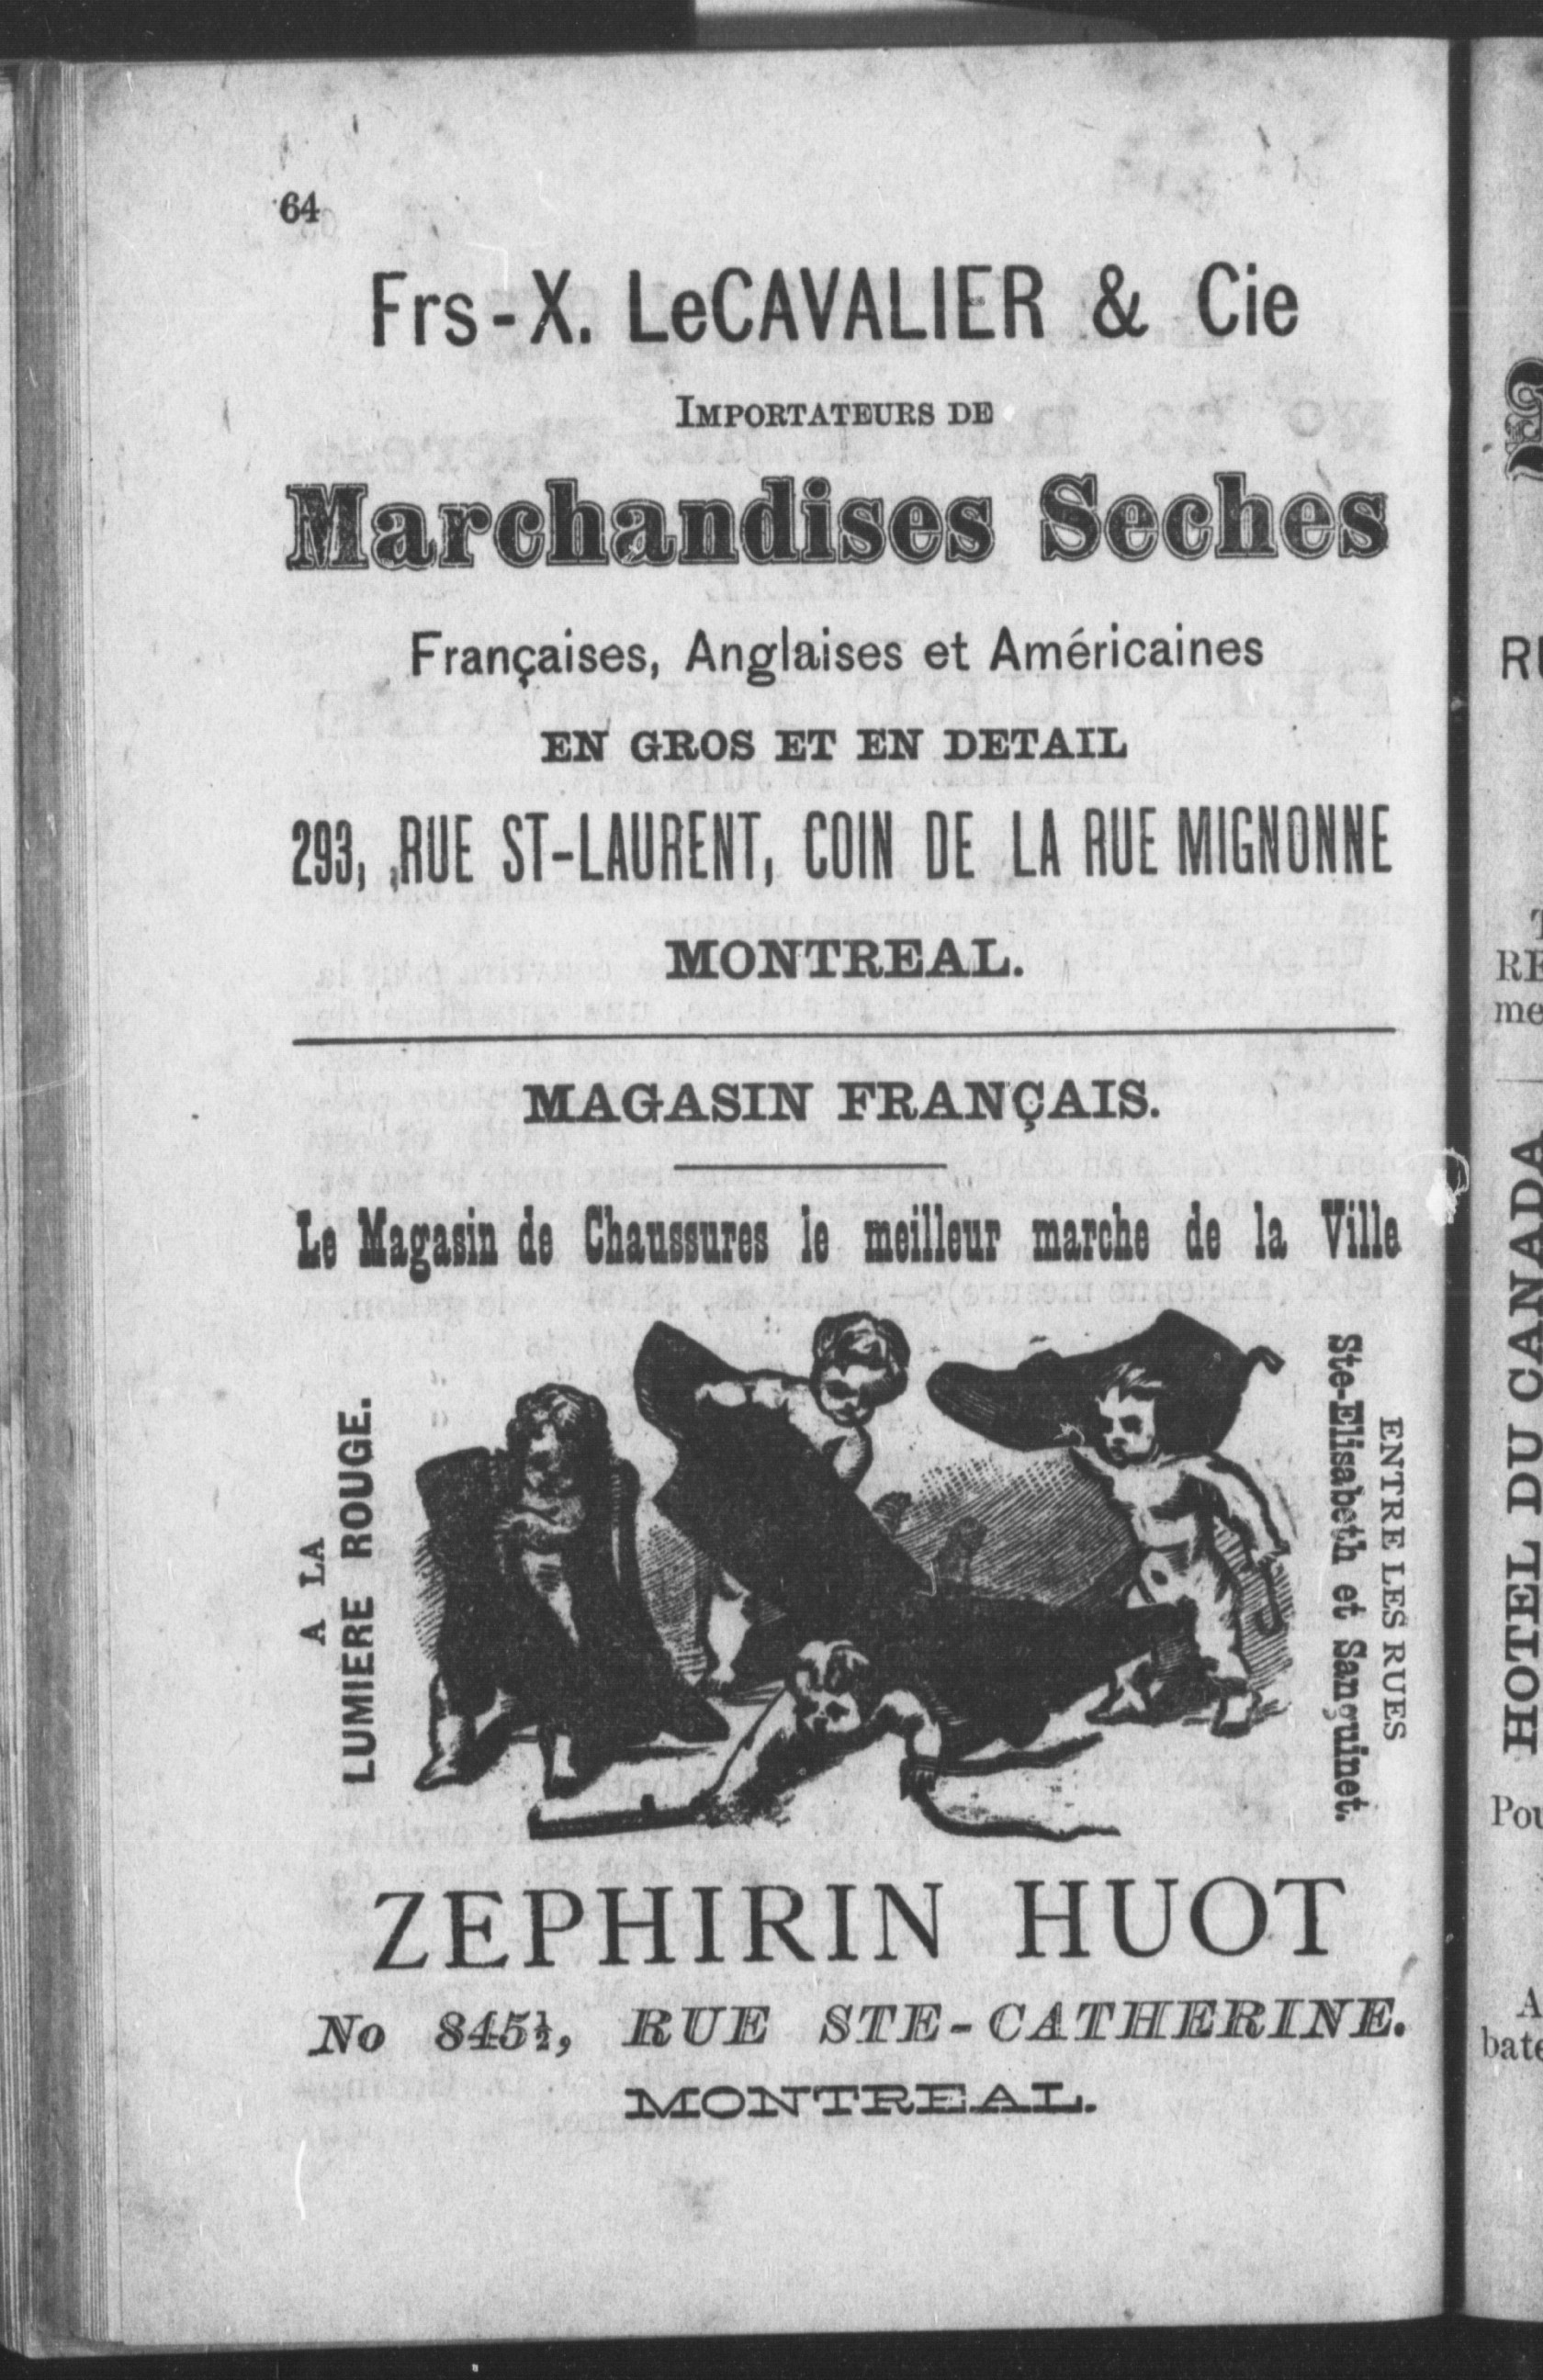 64
Frs-X. LeCAVALIER & Cie
IMPORTATEURS DE
Marchandises Seches
Françaises, Anglaises et Américaines
EN GROS ET EN DETAIL
293, RUE ST-LAURENT, COIN DE LA RUE MIGNONNE
MONTREAL.
MAGASIN FRANÇAIS.
Le Magasin de Chaussures le meilleur marche de la Ville
A LA
LUMIERE ROUGE.
ENTRE LES RUES
Ste-Elisabeth et Sanguinet.
ZEPHIRIN HUOT
No 845½, RUE STE-CATHERINE.
MONTREAL.
HOTEL DU CANADA